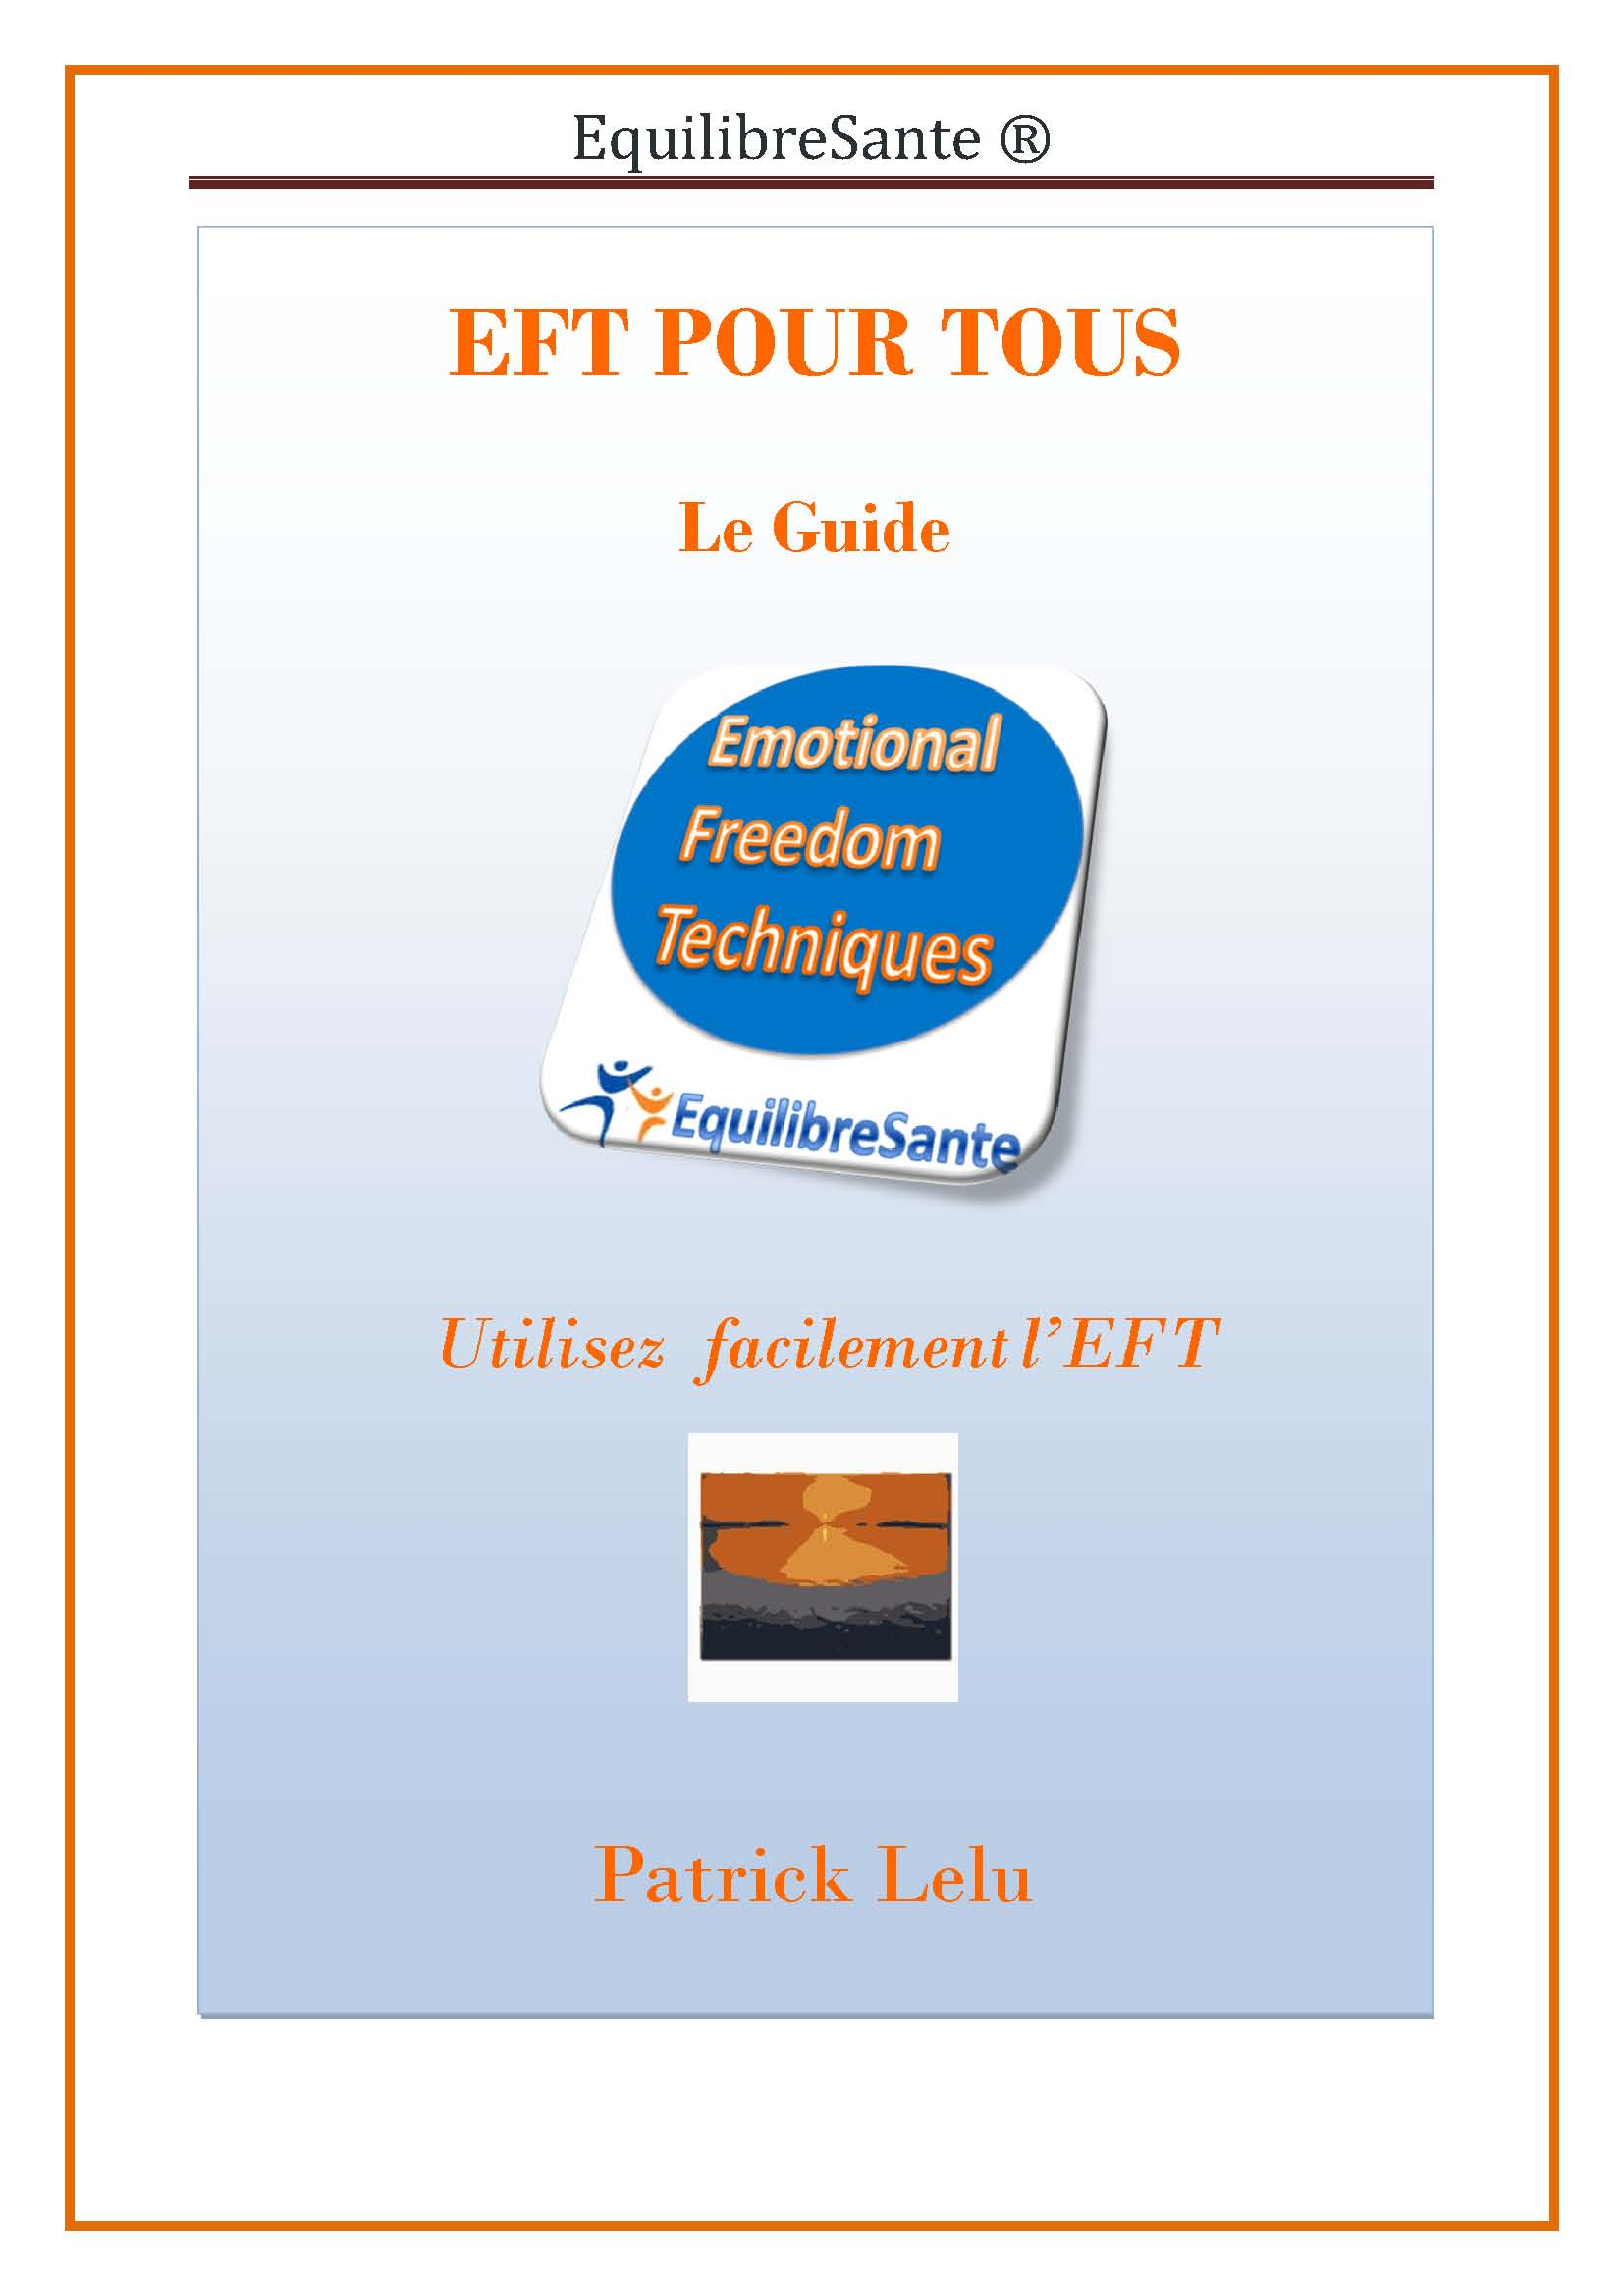 EquilibreSante ®
EFT POUR TOUS
Le Guide
Emotional
Freedom
Techniques
EquilibreSante
Utilisez facilement l’EFT
Patrick Lelu